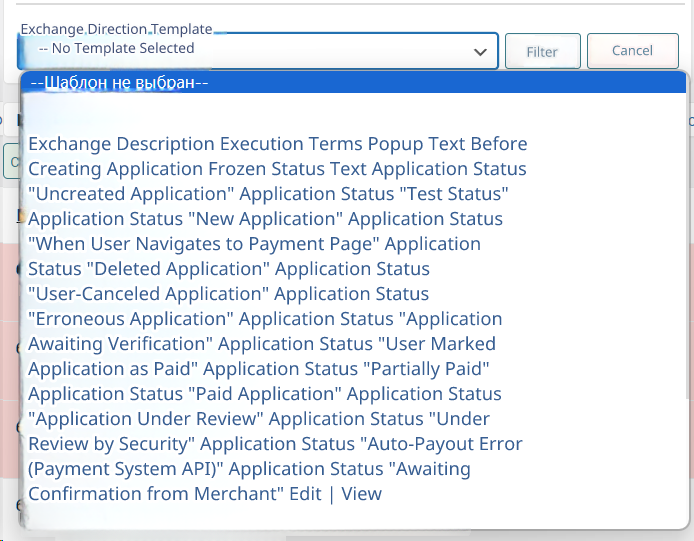 Exchange Direction Template
-- No Template Selected
Filter
Cancel
--Шаблон не выбран--
Exchange Description Execution Terms Popup Text Before
Creating Application Frozen Status Text Application Status
"Uncreated Application" Application Status "Test Status"
Application Status "New Application" Application Status
"When User Navigates to Payment Page" Application
Status "Deleted Application" Application Status
"User-Canceled Application" Application Status
"Erroneous Application" Application Status "Application
Awaiting Verification" Application Status "User Marked
Application as Paid" Application Status "Partially Paid"
Application Status "Paid Application" Application Status
"Application Under Review" Application Status "Under
Review by Security" Application Status "Auto-Payout Error
(Payment System API)" Application Status "Awaiting
Confirmation from Merchant" Edit | View